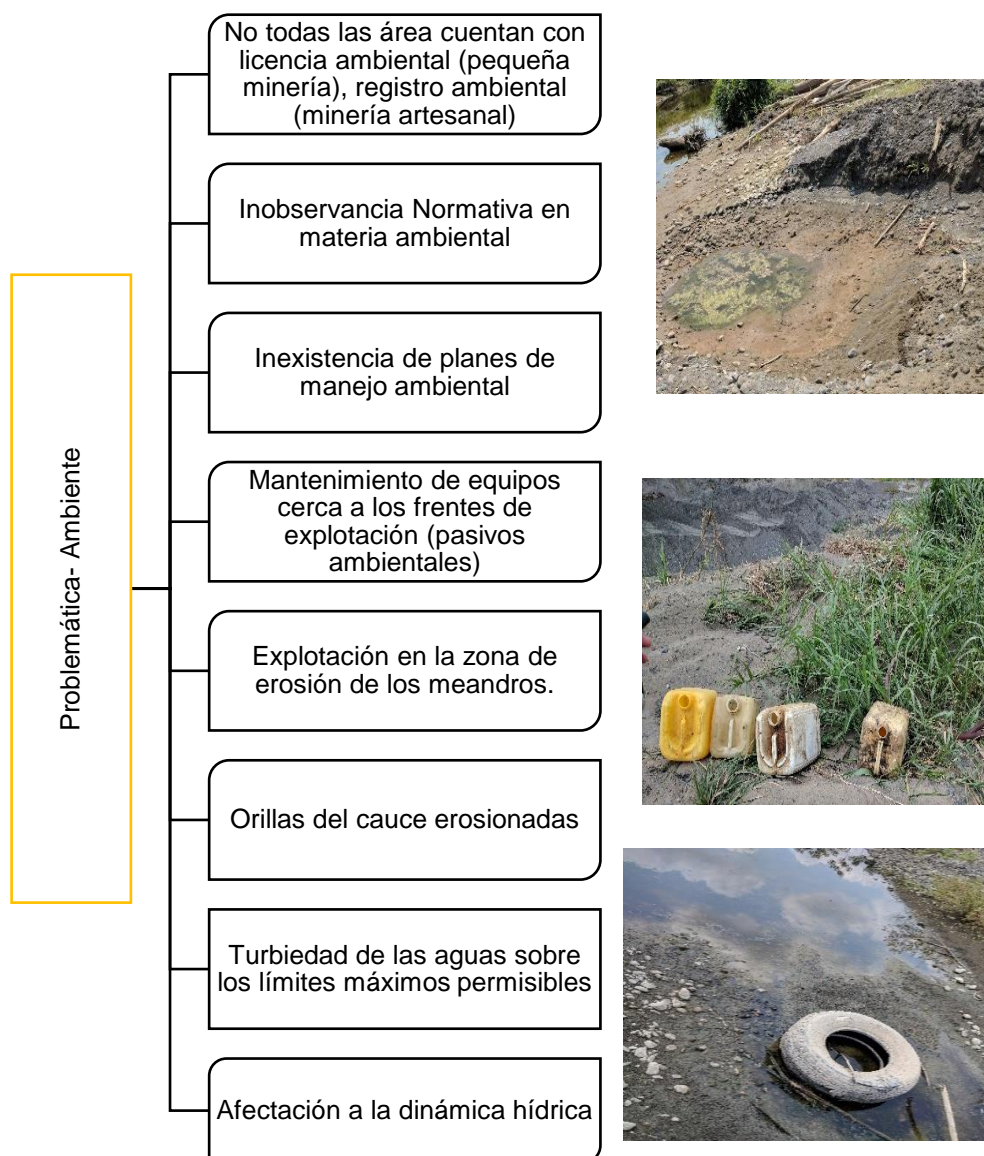 No todas las área cuentan con
licencia ambiental (pequeña
minería), registro ambiental
(minería artesanal)
Inobservancia Normativa en
materia ambiental
Inexistencia de planes de
manejo ambiental
Problemática- Ambiente
Mantenimiento de equipos
cerca a los frentes de
explotación (pasivos
ambientales)
Explotación en la zona de
erosión de los meandros.
Orillas del cauce erosionadas
Turbiedad de las aguas sobre
los límites máximos permisibles
Afectación a la dinámica hídrica